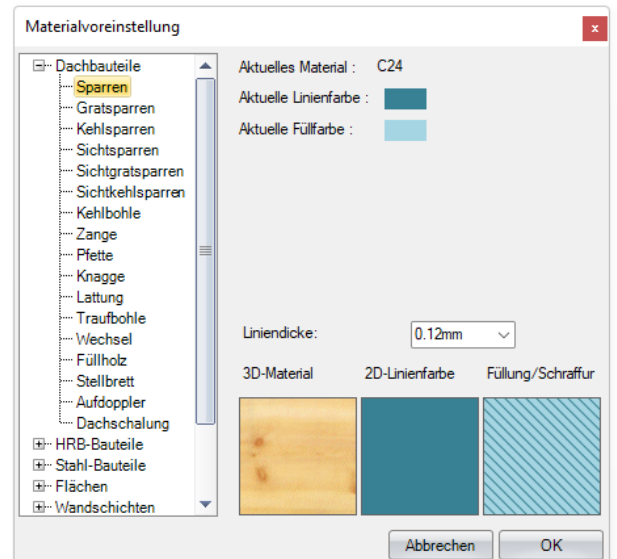 Materialvoreinstellung
x
Dachbauteile
Sparren
Gratsparren
Kehlsparren
Sichtsparren
Sichtgratsparren
Sichtkehlsparren
Kehlbohle
Zange
Pfette
Knagge
Lattung
Traufbohle
Wechsel
Füllholz
Stellbrett
Aufdoppler
Dachschalung
HRB-Bauteile
Stahl-Bauteile
Flächen
Wandschichten
Aktuelles Material : C24
Aktuelle Linienfarbe :
Aktuelle Füllfarbe :
Liniendicke: 0.12mm
3D-Material 2D-Linienfarbe Füllung/Schraffur
Abbrechen OK